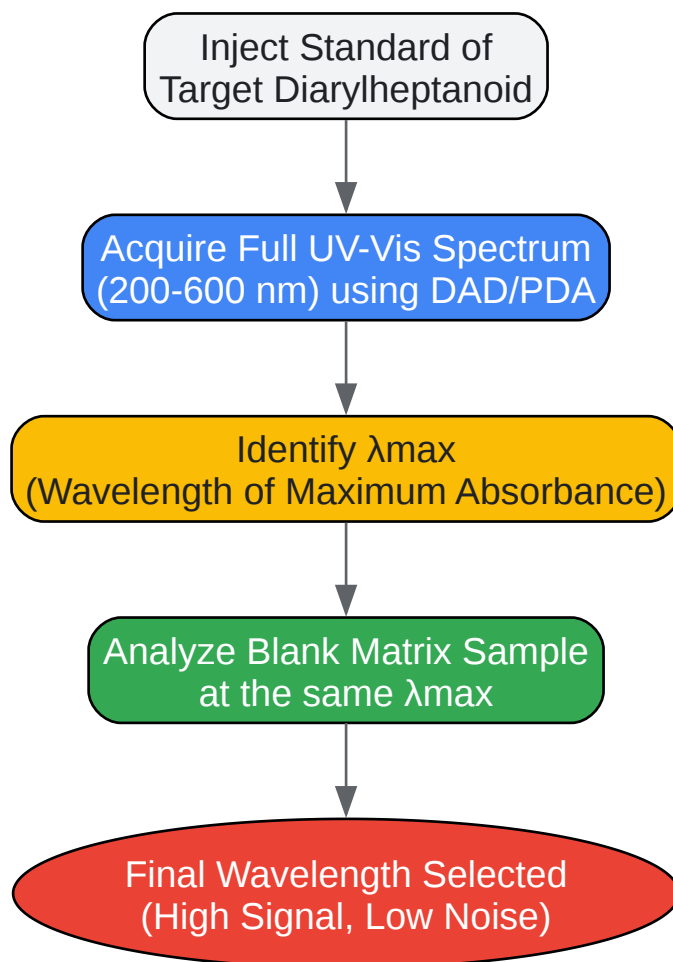 Inject Standard of
Target Diarylheptanoid
Acquire Full UV-Vis Spectrum
(200-600 nm) using DAD/PDA
Identify λmax
(Wavelength of Maximum Absorbance)
Analyze Blank Matrix Sample
at the same λmax
Final Wavelength Selected
(High Signal, Low Noise)